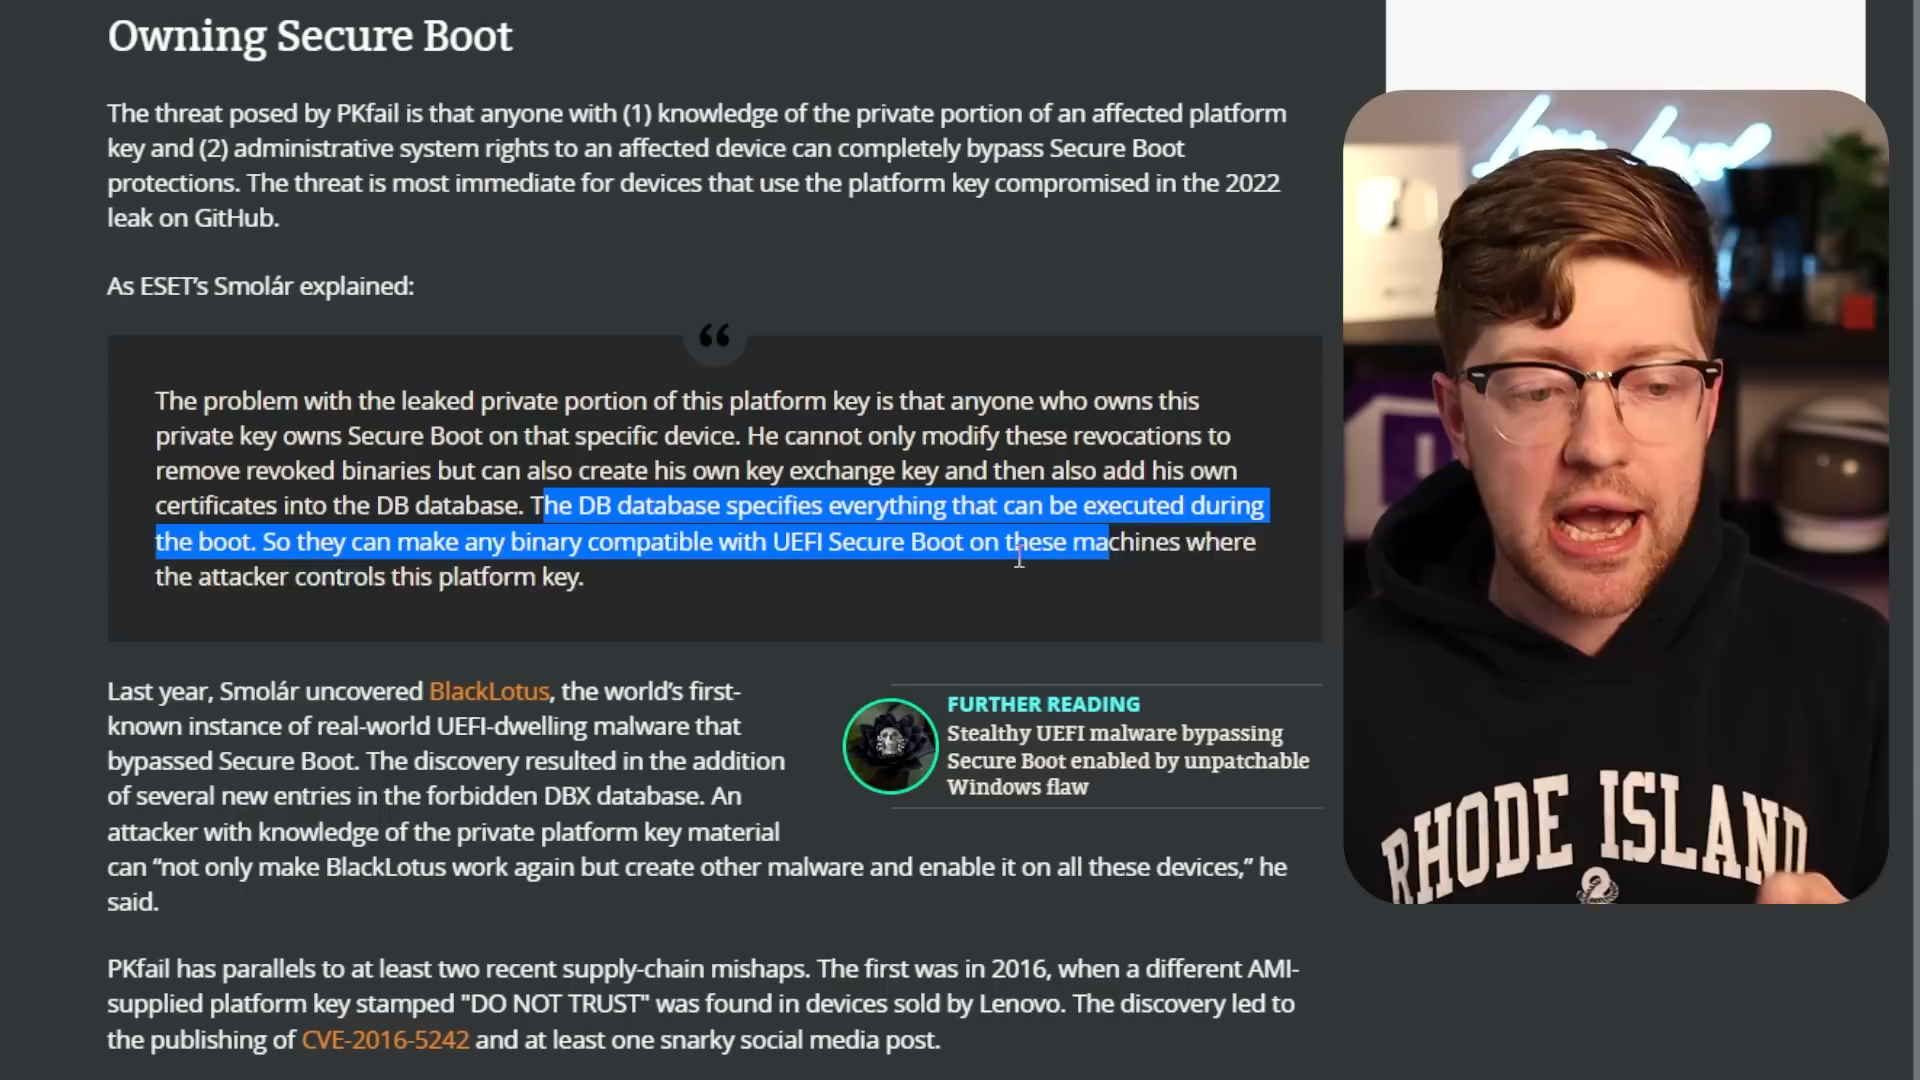 Owning Secure Boot
The threat posed by PKfail is that anyone with (1) knowledge of the private portion of an affected platform
key and (2) administrative system rights to an affected device can completely bypass Secure Boot
protections. The threat is most immediate for devices that use the platform key compromised in the 2022
leak on GitHub.
As ESET’s Smolár explained:
“
The problem with the leaked private portion of this platform key is that anyone who owns this
private key owns Secure Boot on that specific device. He cannot only modify these revocations to
remove revoked binaries but can also create his own key exchange key and then also add his own
certificates into the DB database. The DB database specifies everything that can be executed during
the boot. So they can make any binary compatible with UEFI Secure Boot on these machines where
the attacker controls this platform key.
Last year, Smolár uncovered BlackLotus, the world’s first-
known instance of real-world UEFI-dwelling malware that
bypassed Secure Boot. The discovery resulted in the addition
of several new entries in the forbidden DBX database. An
attacker with knowledge of the private platform key material
can “not only make BlackLotus work again but create other malware and enable it on all these devices,” he
said.
FURTHER READING
Stealthy UEFI malware bypassing
Secure Boot enabled by unpatchable
Windows flaw
PKfail has parallels to at least two recent supply-chain mishaps. The first was in 2016, when a different AMI-
supplied platform key stamped "DO NOT TRUST" was found in devices sold by Lenovo. The discovery led to
the publishing of CVE-2016-5242 and at least one snarky social media post.
RHODE ISLAND